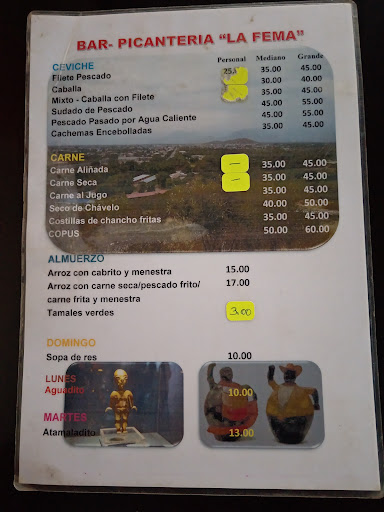 BAR- PICANTERIA “LA FEMA”
CEVICHE Personal Mediano Grande
Filete Pescado 35.00 45.00
Caballa 30.00 40.00
Mixto - Caballa con Filete 35.00 45.00
Sudado de Pescado 45.00 55.00
Pescado Pasado por Agua Caliente 45.00 55.00
Cachemas Encebolladas 35.00 45.00
CARNE
Carne Aliñada 35.00 45.00
Carne Seca 35.00 45.00
Carne al Jugo 35.00 45.00
Seco de Chávelo 40.00 50.00
Costillas de chancho fritas 35.00 45.00
COPUS 50.00 60.00
ALMUERZO
Arroz con cabrito y menestra 15.00
Arroz con carne seca/pescado frito/ 17.00
carne frita y menestra
Tamales verdes 3.00
DOMINGO
Sopa de res 10.00
LUNES
Aguadito 10.00
MARTES
Atamaladito 13.00